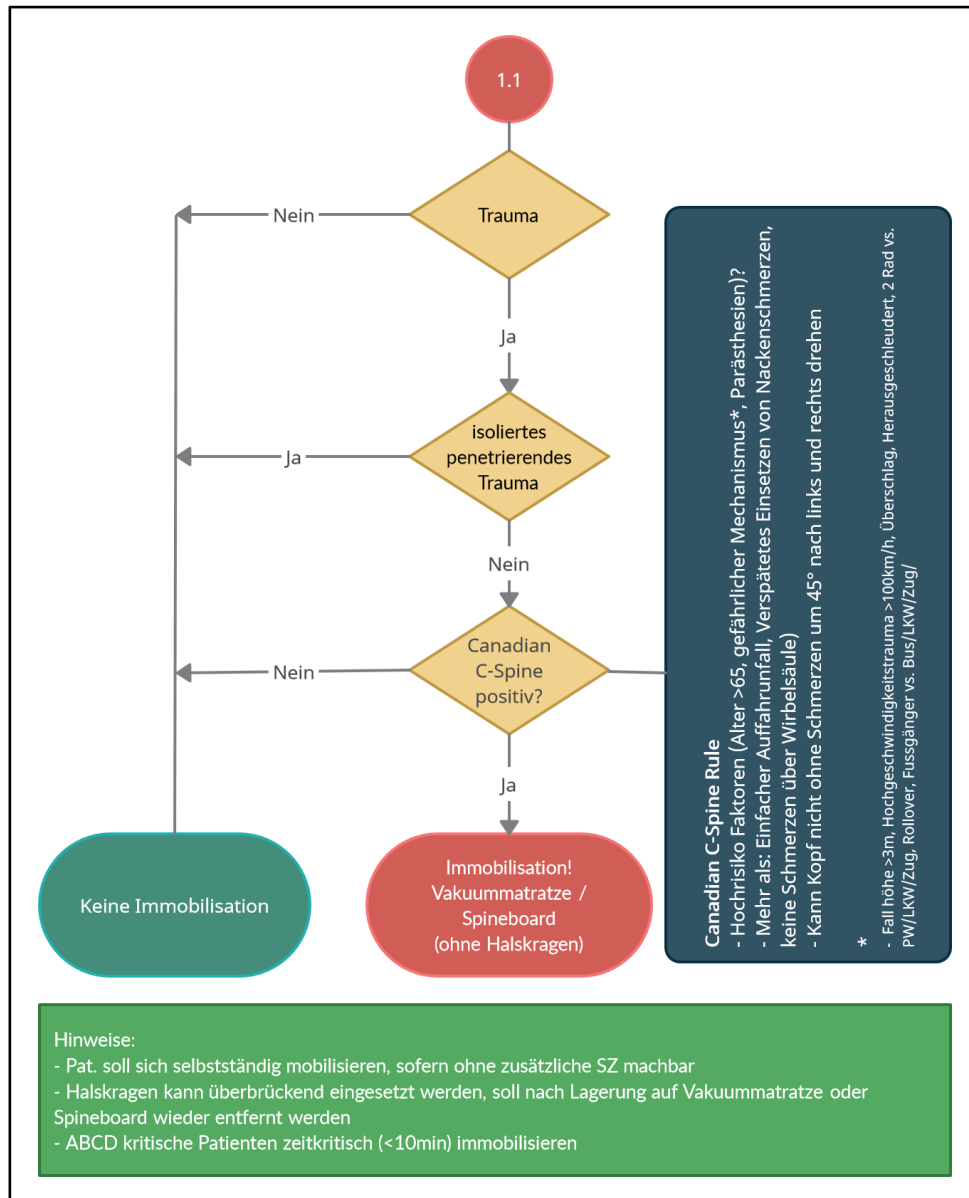 1.1
Trauma
Nein
Ja
isoliertes
penetrierendes
Trauma
Ja
Nein
Canadian
C-Spine
positiv?
Nein
Ja
Keine Immobilisation
Immobilisation!
Vakuummatratze /
Spineboard
(ohne Halskragen)
Canadian C-Spine Rule
- Hochrisiko Faktoren (Alter >65, gefährlicher Mechanismus*, Parästhesien)?
- Mehr als: Einfacher Auffahrunfall, Verspätetes Einsetzen von Nackenschmerzen,
keine Schmerzen über Wirbelsäule)
- Kann Kopf nicht ohne Schmerzen um 45° nach links und rechts drehen
*
- Fall höhe >3m, Hochgeschwindigkeitstrauma >100km/h, Überschlag, Herausgeschleudert, 2 Rad vs.
PW/LKW/Zug, Rollover, Fussgänger vs. Bus/LKW/Zug/
Hinweise:
- Pat. soll sich selbstständig mobilisieren, sofern ohne zusätzliche SZ machbar
- Halskragen kann überbrückend eingesetzt werden, soll nach Lagerung auf Vakuummatratze oder
Spineboard wieder entfernt werden
- ABCD kritische Patienten zeitkritisch (<10min) immobilisieren